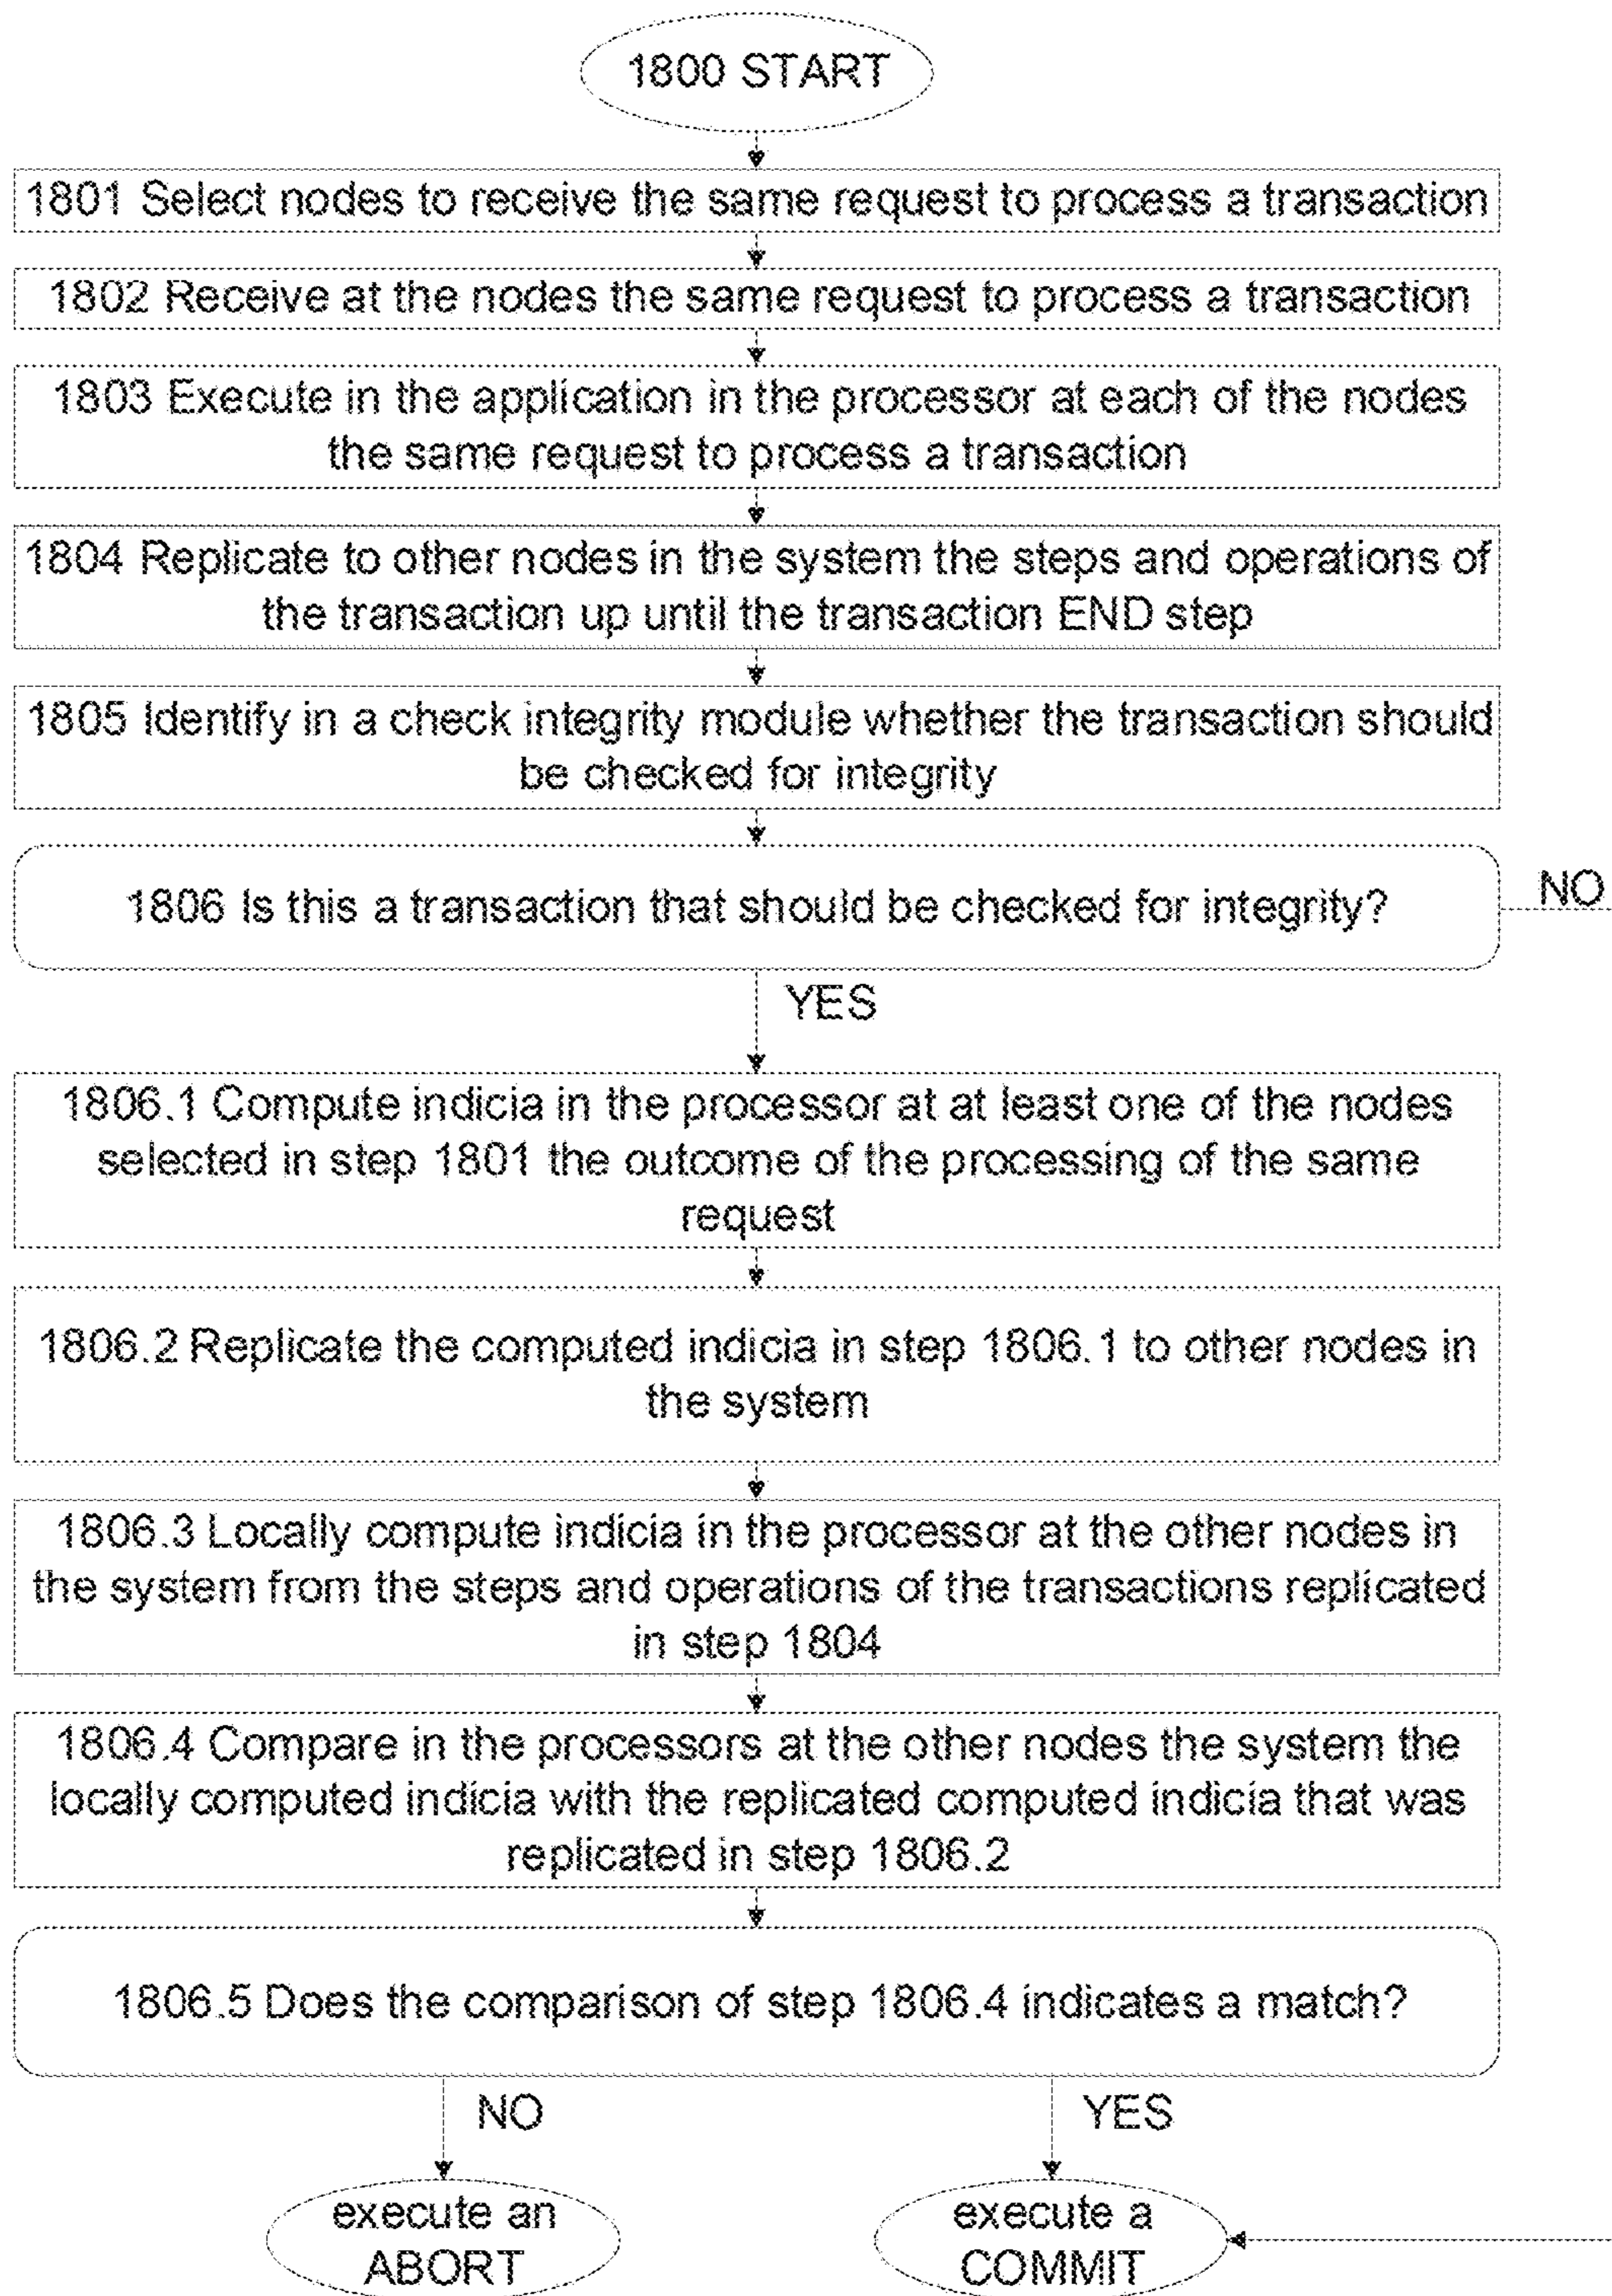 1800 START
1801 Select nodes to receive the same request to process a transaction
1802 Receive at the nodes the same request to process a transaction
1803 Execute in the application in the processor at each of the nodes
the same request to process a transaction
1804 Replicate to other nodes in the system the steps and operations of
the transaction up until the transaction END step
1805 Identify in a check integrity module whether the transaction should
be checked for integrity
1806 Is this a transaction that should be checked for integrity?
NO
YES
1806.1 Compute indicia in the processor at at least one of the nodes
selected in step 1801 the outcome of the processing of the same
request
1806.2 Replicate the computed indicia in step 1806.1 to other nodes in
the system
1806.3 Locally compute indicia in the processor at the other nodes in
the system from the steps and operations of the transactions replicated
in step 1804
1806.4 Compare in the processors at the other nodes the system the
locally computed indicia with the replicated computed indicia that was
replicated in step 1806.2
1806.5 Does the comparison of step 1806.4 indicates a match?
NO
YES
execute an
ABORT
execute a
COMMIT